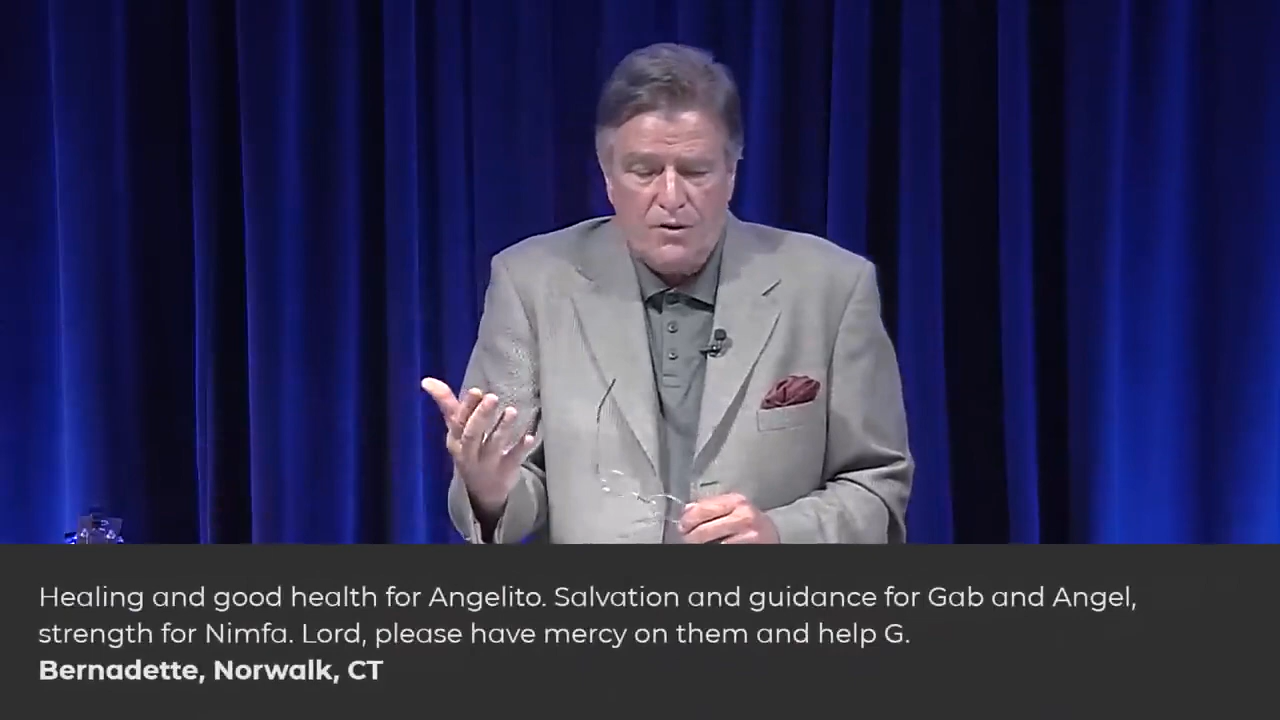 Healing and good health for Angelito. Salvation and guidance for Gab and Angel,
strength for Nimfa. Lord, please have mercy on them and help G.
Bernadette, Norwalk, CT